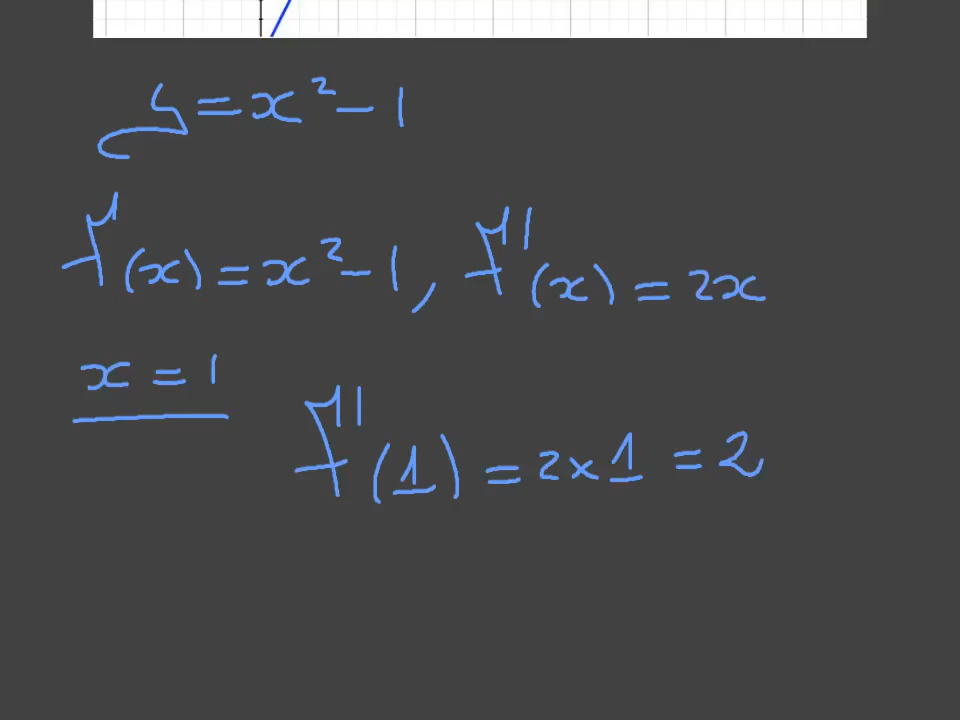 y = x² - 1
f(x) = x² - 1, f'(x) = 2x
x = 1
f'(1) = 2 x 1 = 2